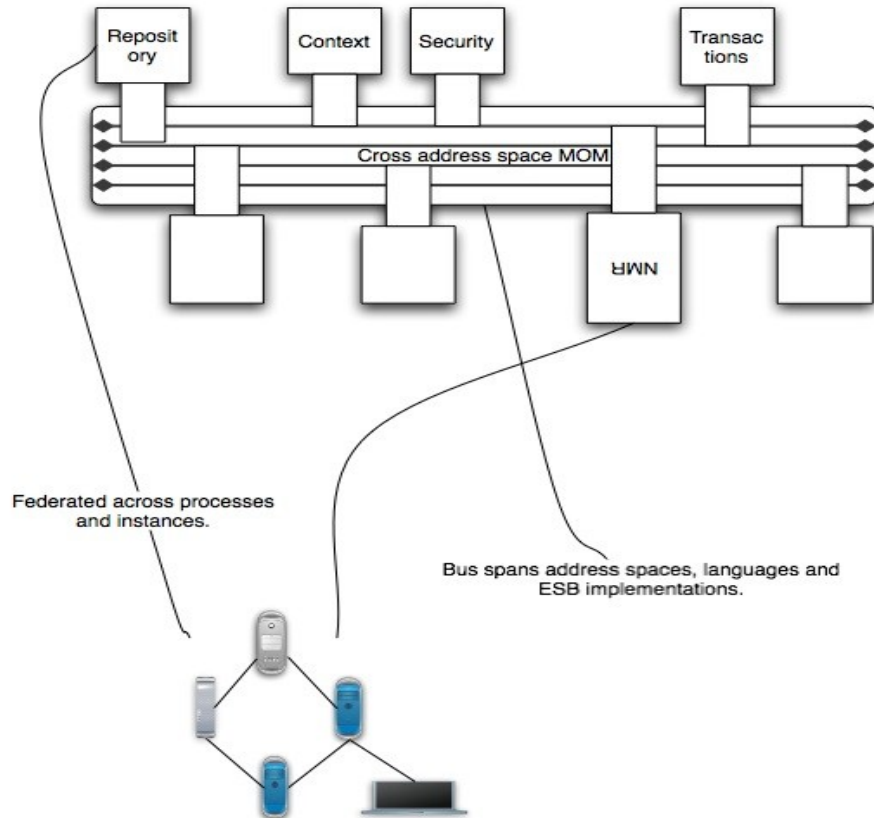 Reposit
ory
Context
Security
Transac
tions
Cross address space MOM
NMR
Federated across processes
and instances.
Bus spans address spaces, languages and
ESB implementations.